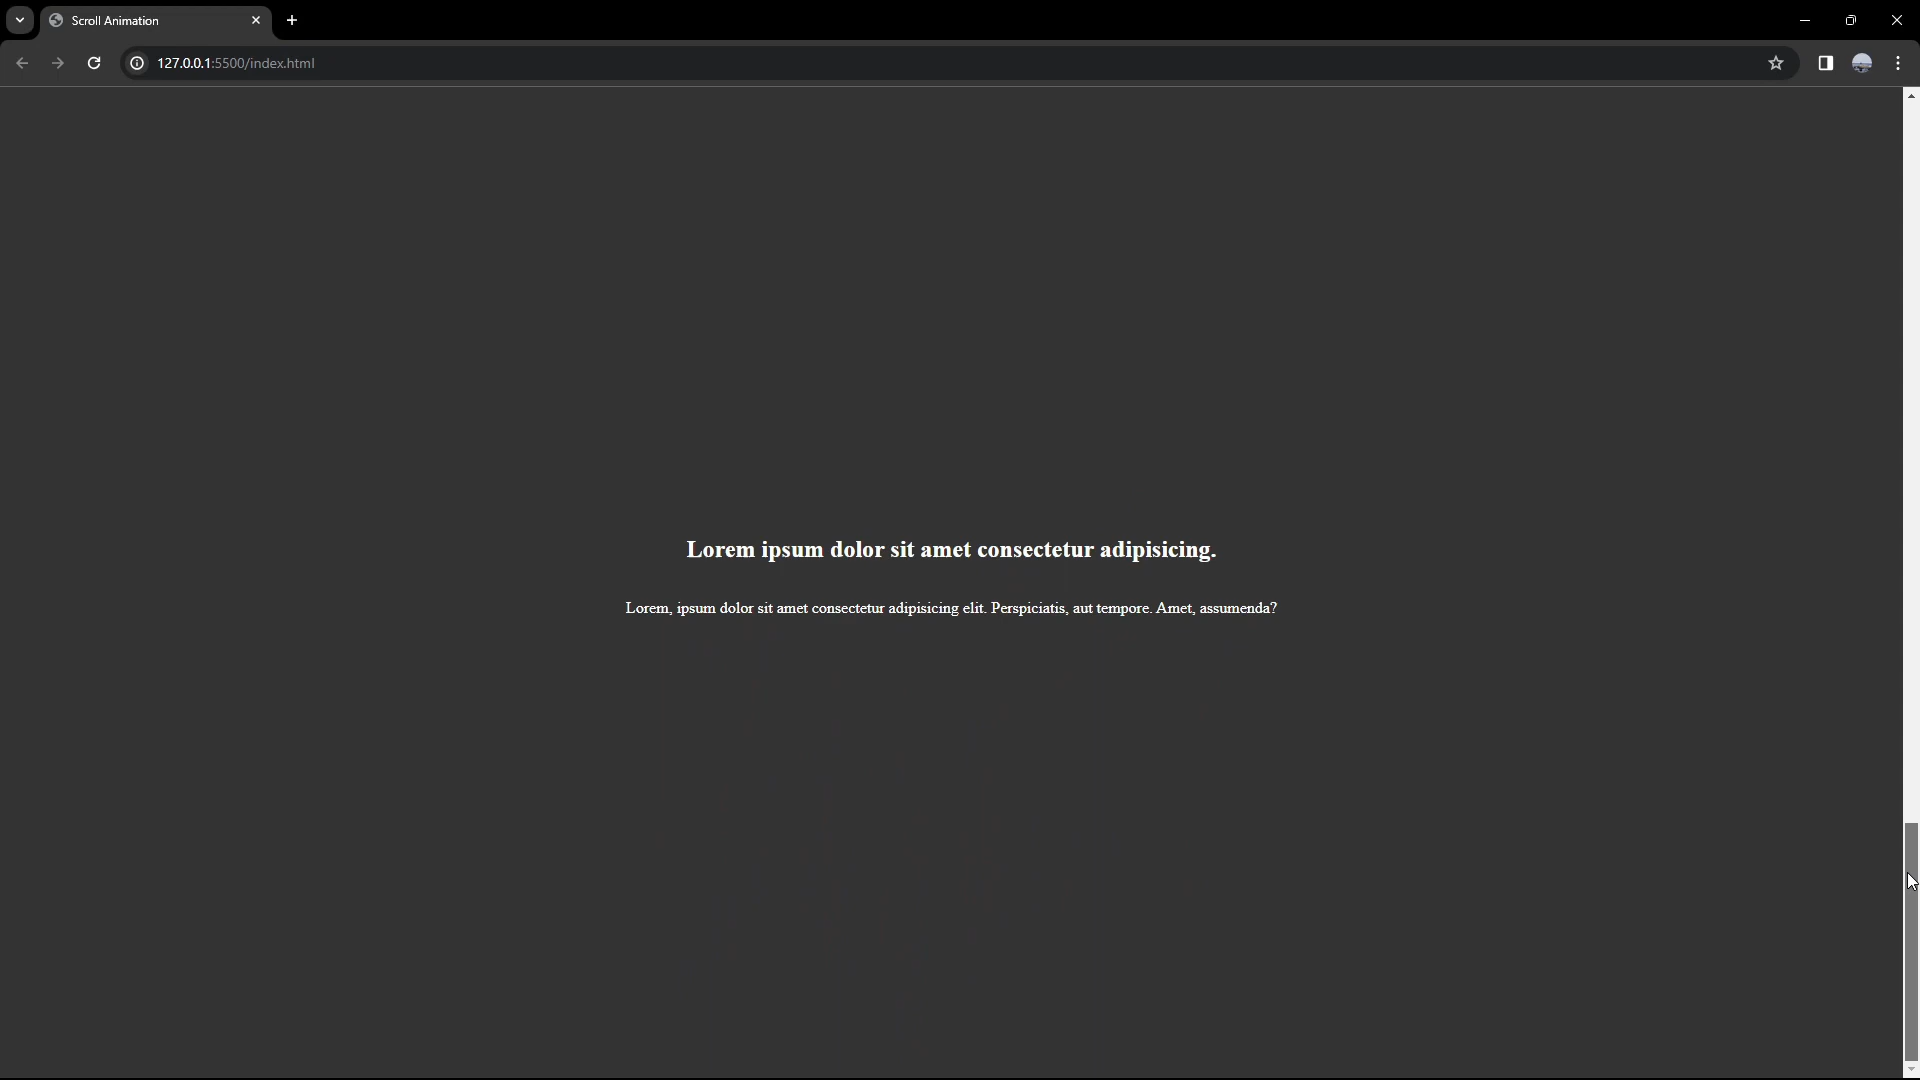 Scroll Animation
127.0.0.1:5500/index.html
Lorem ipsum dolor sit amet consectetur adipisicing.
Lorem, ipsum dolor sit amet consectetur adipisicing elit. Perspiciatis, aut tempore. Amet, assumenda?